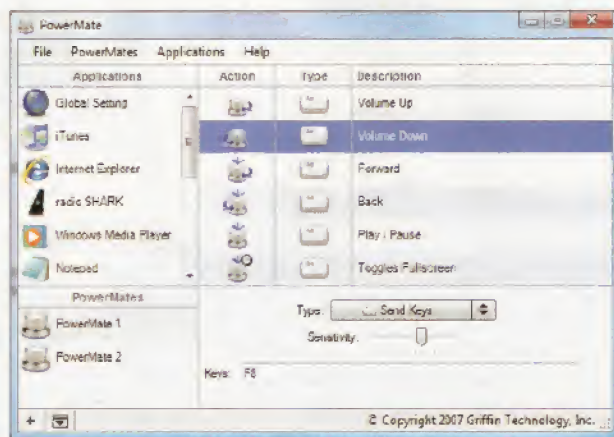 PowerMate
File PowerMates Applications Help
Applications Action Type Description
Global Setting Volume Up
iTunes Volume Down
Internet Explorer Forward
radio SHARK Back
Windows Media Player Play / Pause
Notepad Toggles Fullscreen
PowerMates
PowerMate 1
PowerMate 2
Type: Send Keys
Sensitivity:
Keys: F8
© Copyright 2007 Griffin Technology, Inc.